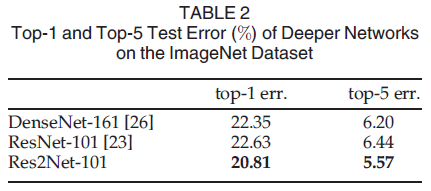 TABLE 2
Top-1 and Top-5 Test Error (%) of Deeper Networks
on the ImageNet Dataset
top-1 err. top-5 err.
DenseNet-161 [26] 22.35 6.20
ResNet-101 [23] 22.63 6.44
Res2Net-101 20.81 5.57